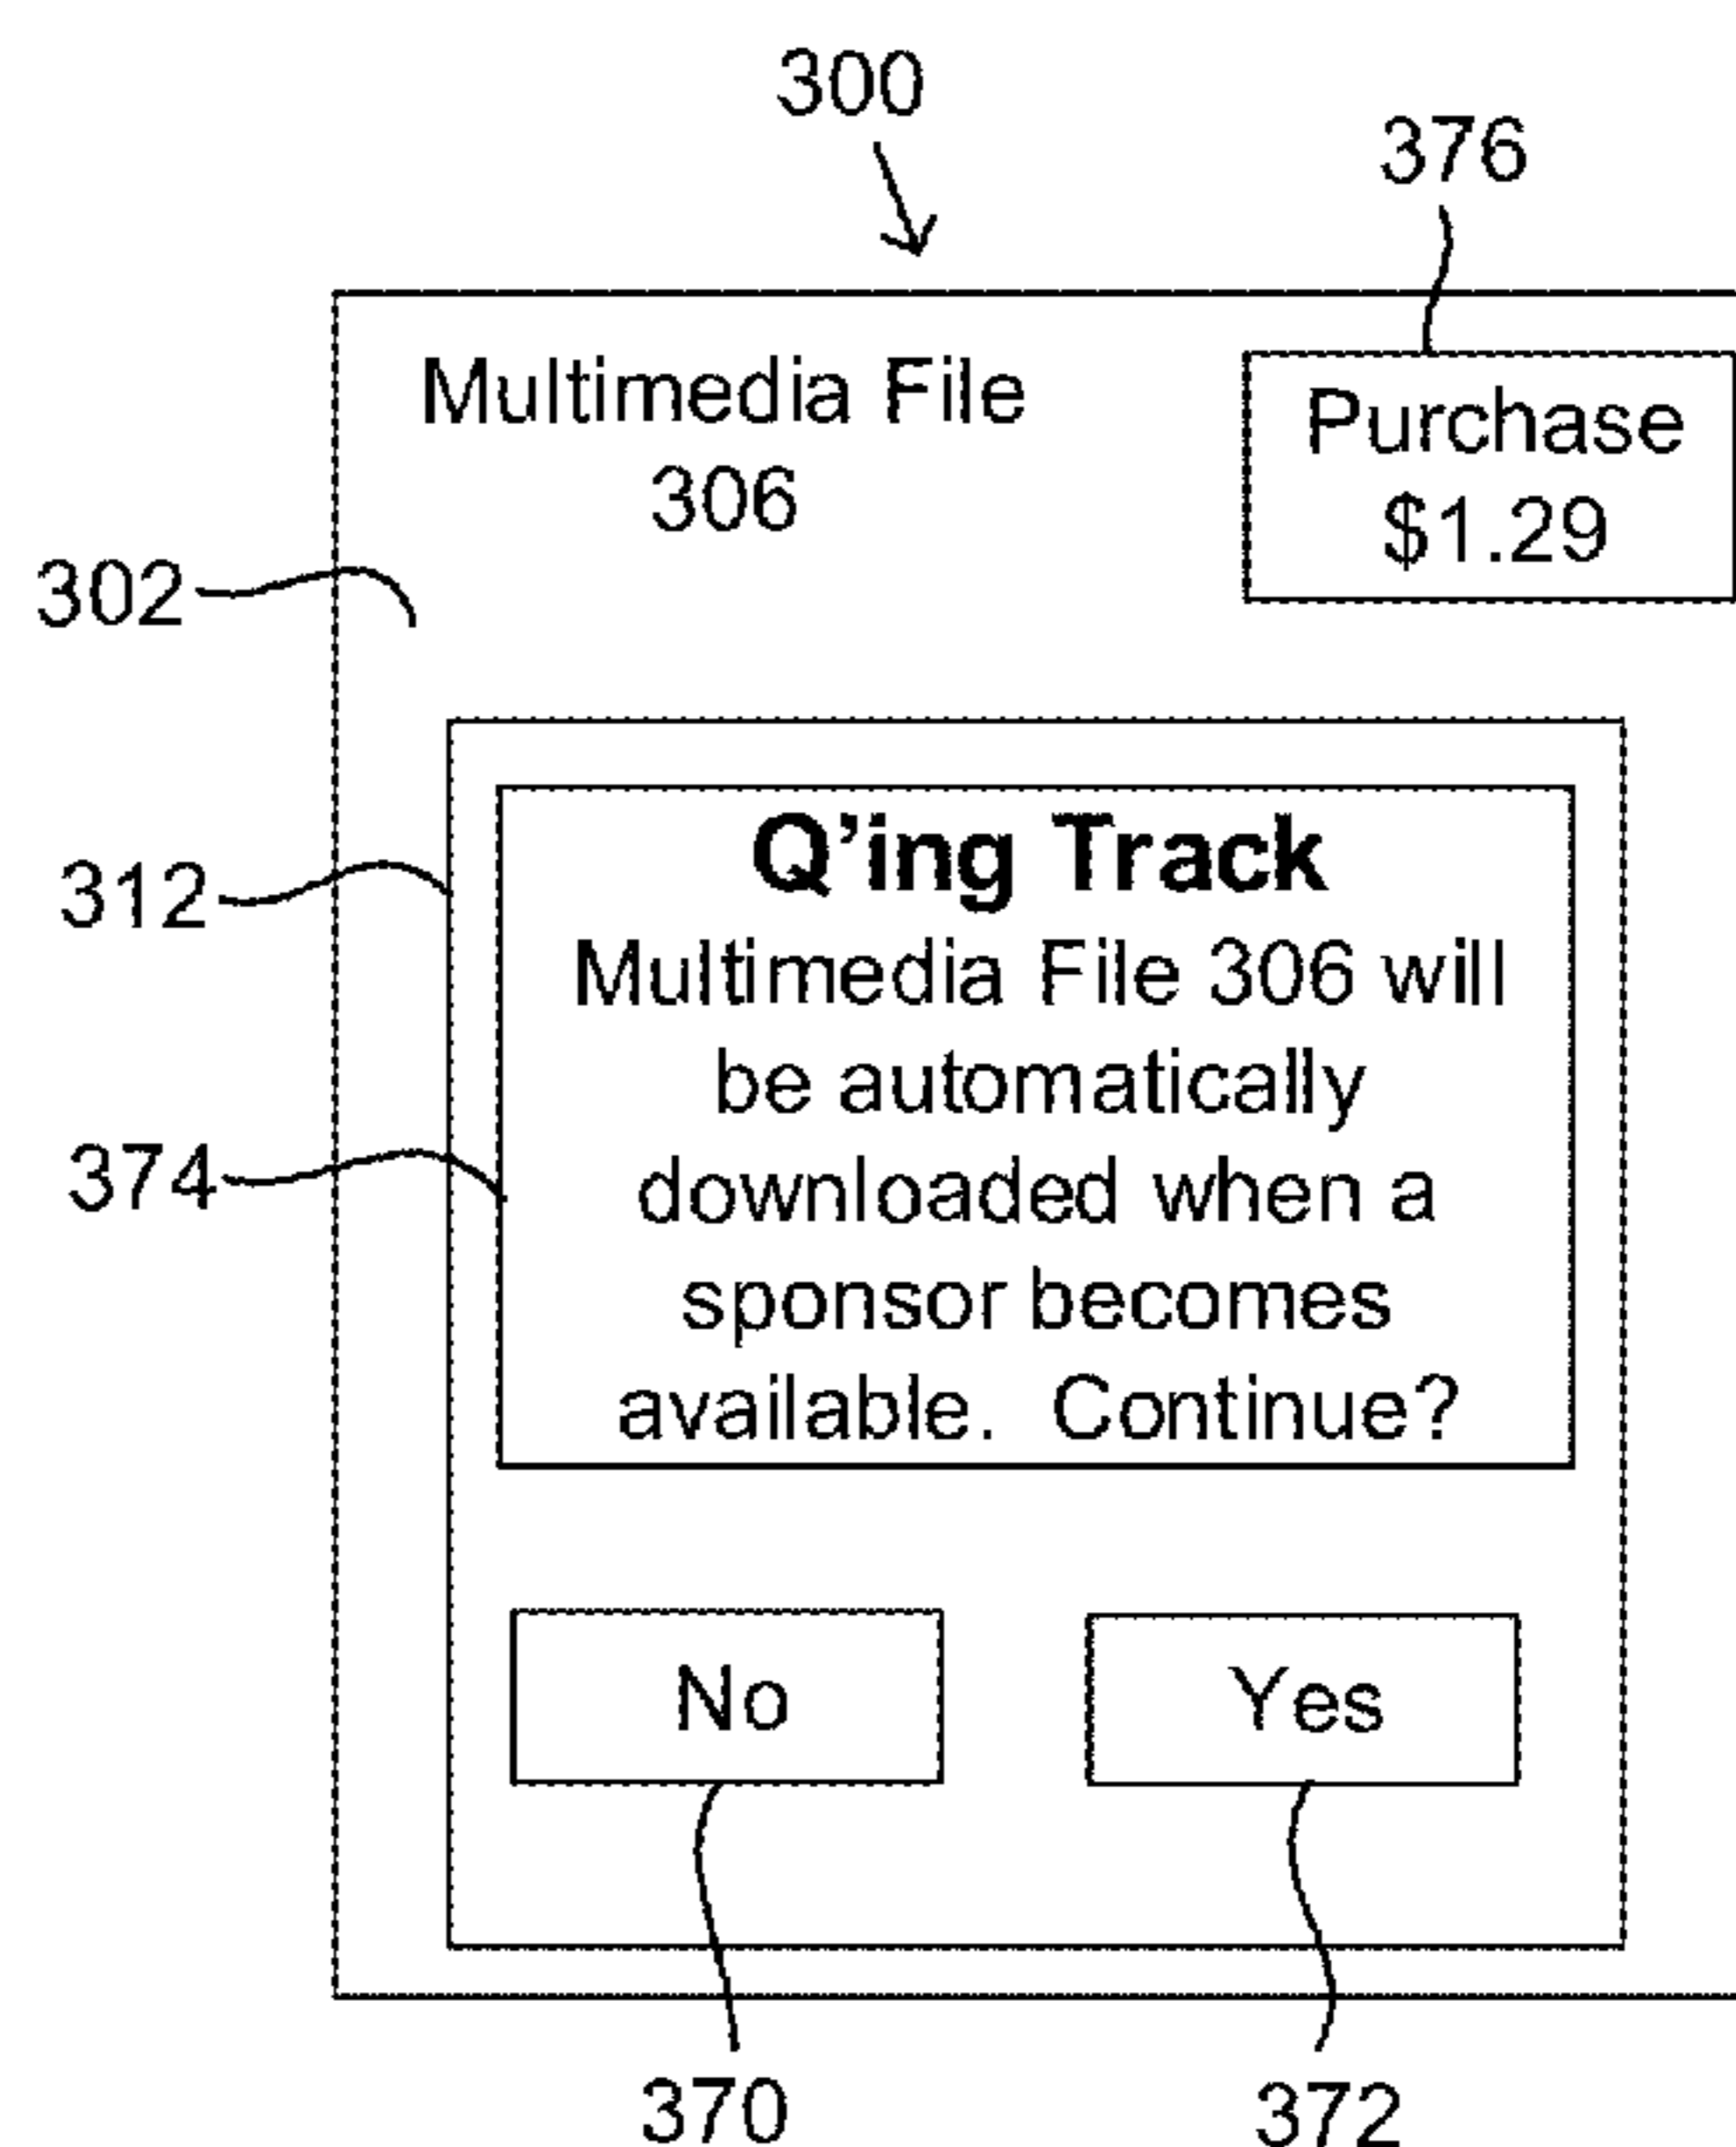 300
376
Multimedia File
306
Purchase
$1.29
302
312
Q’ing Track
Multimedia File 306 will
be automatically
downloaded when a
sponsor becomes
available.  Continue?
374
No
Yes
370
372